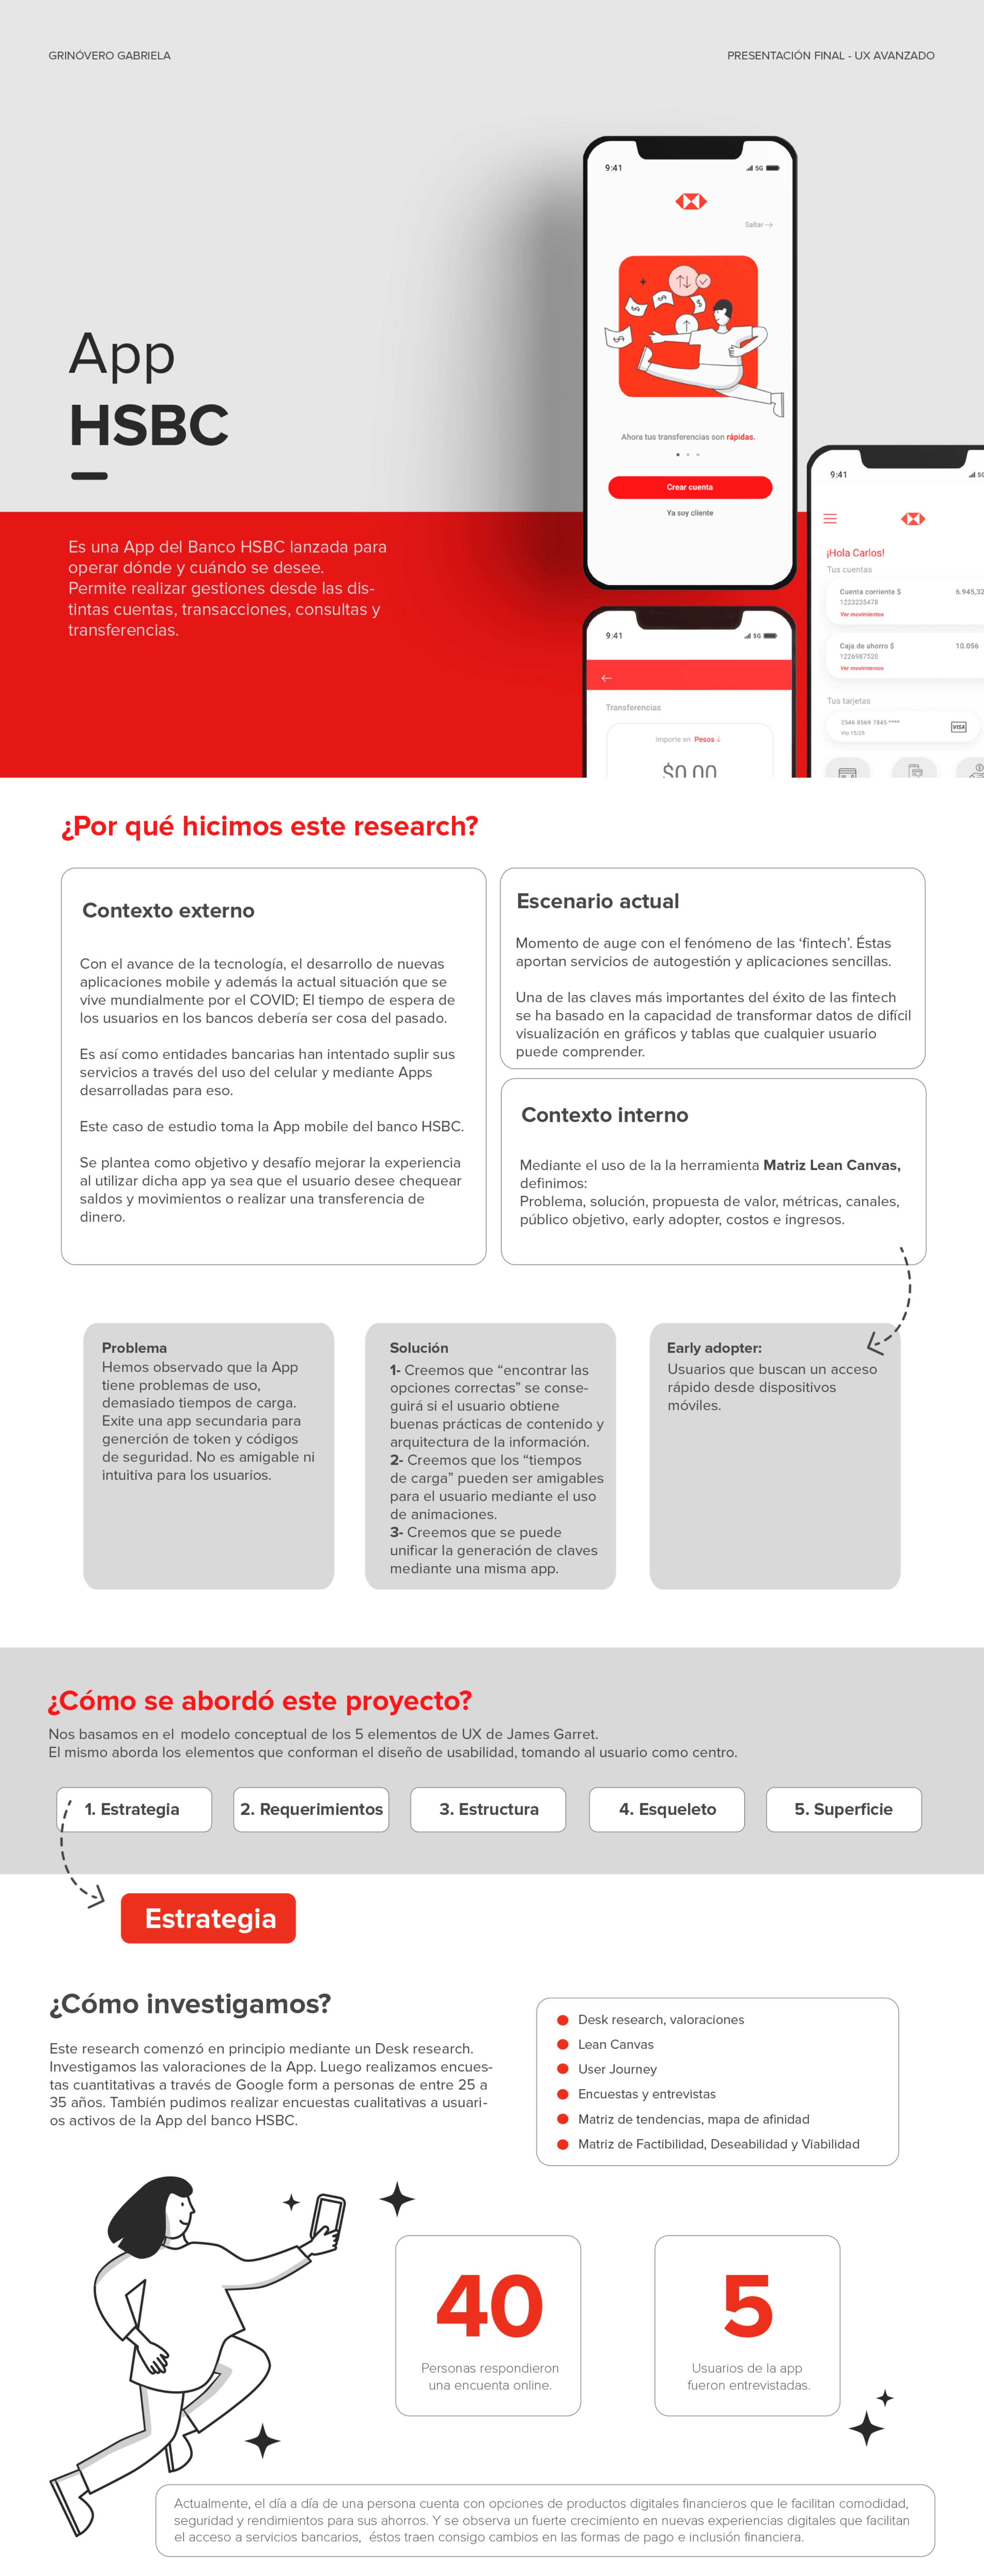 GRINÓVERO GABRIELA
PRESENTACIÓN FINAL - UX AVANZADO
App
HSBC
Es una App del Banco HSBC lanzada para
operar dónde y cuándo se desee.
Permite realizar gestiones desde las dis-
tintas cuentas, transacciones, consultas y
transferencias.
9:41
5G
Saltar
Ahora tus transferencias son rápidas.
Crear cuenta
Ya soy cliente
9:41
5G
Transferencias
importe en Pesos
$0.00
9:41
5G
¡Hola Carlos!
Tus cuentas
Cuenta corriente $ 6.945,32
1223235478
Ver movimientos
Caja de ahorro $ 10.056
1226987520
Ver movimientos
Tus tarjetas
2546 8569 7845 ****
Vto 15/25
VISA
¿Por qué hicimos este research?
Contexto externo
Con el avance de la tecnología, el desarrollo de nuevas
aplicaciones mobile y además la actual situación que se
vive mundialmente por el COVID; El tiempo de espera de
los usuarios en los bancos debería ser cosa del pasado.
Es así como entidades bancarias han intentado suplir sus
servicios a través del uso del celular y mediante Apps
desarrolladas para eso.
Este caso de estudio toma la App mobile del banco HSBC.
Se plantea como objetivo y desafío mejorar la experiencia
al utilizar dicha app ya sea que el usuario desee chequear
saldos y movimientos o realizar una transferencia de
dinero.
Escenario actual
Momento de auge con el fenómeno de las ‘fintech’. Éstas
aportan servicios de autogestión y aplicaciones sencillas.
Una de las claves más importantes del éxito de las fintech
se ha basado en la capacidad de transformar datos de difícil
visualización en gráficos y tablas que cualquier usuario
puede comprender.
Contexto interno
Mediante el uso de la la herramienta Matriz Lean Canvas,
definimos:
Problema, solución, propuesta de valor, métricas, canales,
público objetivo, early adopter, costos e ingresos.
Problema
Hemos observado que la App
tiene problemas de uso,
demasiado tiempos de carga.
Exite una app secundaria para
generción de token y códigos
de seguridad. No es amigable ni
intuitiva para los usuarios.
Solución
1- Creemos que “encontrar las
opciones correctas” se conse-
guirá si el usuario obtiene
buenas prácticas de contenido y
arquitectura de la información.
2- Creemos que los “tiempos
de carga” pueden ser amigables
para el usuario mediante el uso
de animaciones.
3- Creemos que se puede
unificar la generación de claves
mediante una misma app.
Early adopter:
Usuarios que buscan un acceso
rápido desde dispositivos
móviles.
¿Cómo se abordó este proyecto?
Nos basamos en el modelo conceptual de los 5 elementos de UX de James Garret.
El mismo aborda los elementos que conforman el diseño de usabilidad, tomando al usuario como centro.
1. Estrategia
2. Requerimientos
3. Estructura
4. Esqueleto
5. Superficie
Estrategia
¿Cómo investigamos?
Este research comenzó en principio mediante un Desk research.
Investigamos las valoraciones de la App. Luego realizamos encues-
tas cuantitativas a través de Google form a personas de entre 25 a
35 años. También pudimos realizar encuestas cualitativas a usuari-
os activos de la App del banco HSBC.
Desk research, valoraciones
Lean Canvas
User Journey
Encuestas y entrevistas
Matriz de tendencias, mapa de afinidad
Matriz de Factibilidad, Deseabilidad y Viabilidad
40
Personas respondieron
una encuenta online.
5
Usuarios de la app
fueron entrevistadas.
Actualmente, el día a día de una persona cuenta con opciones de productos digitales financieros que le facilitan comodidad,
seguridad y rendimientos para sus ahorros. Y se observa un fuerte crecimiento en nuevas experiencias digitales que facilitan
el acceso a servicios bancarios, éstos traen consigo cambios en las formas de pago e inclusión financiera.